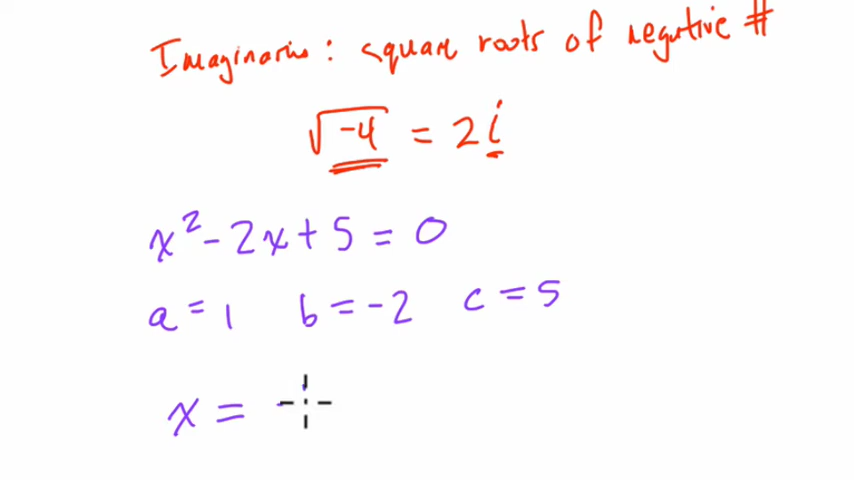 Imaginaries: square roots of negative #
√-4 = 2i
x² - 2x + 5 = 0
a = 1 b = -2 c = 5
x = -